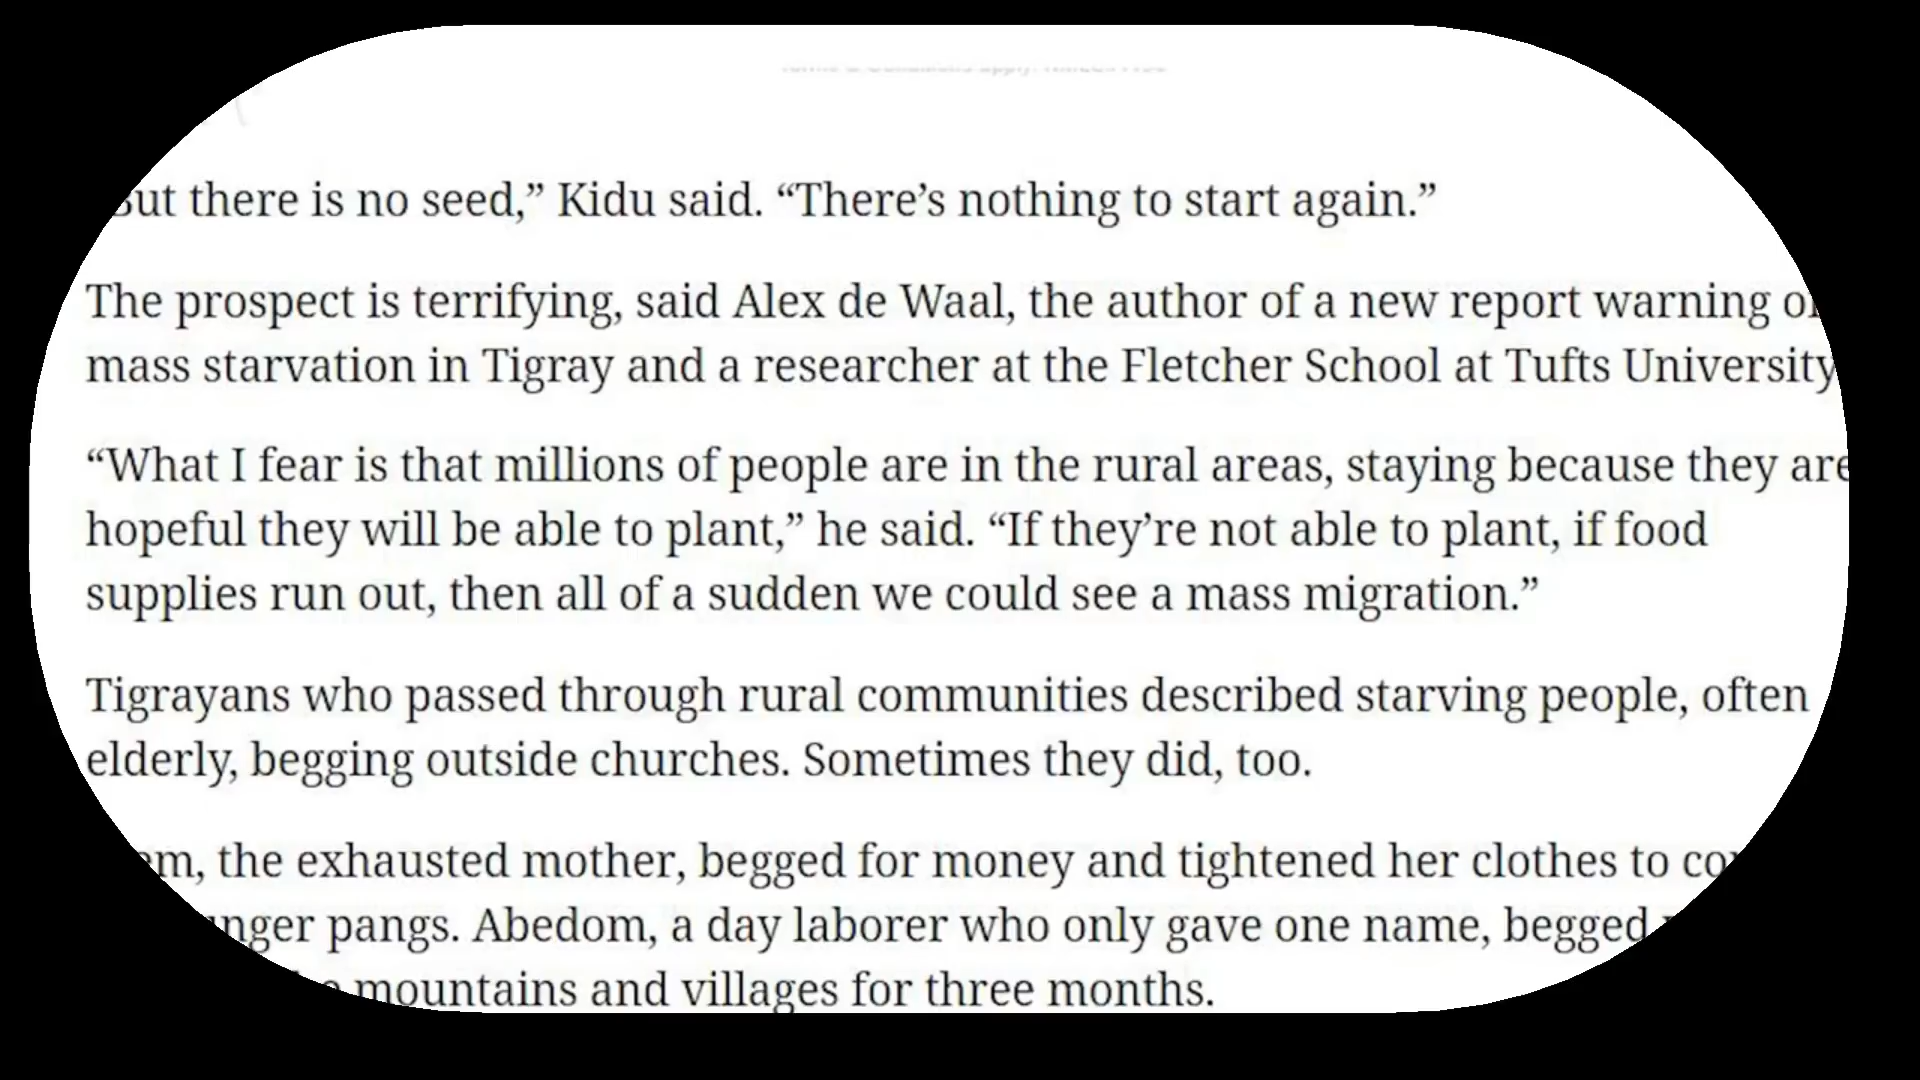 But there is no seed,” Kidu said. “There’s nothing to start again.”
The prospect is terrifying, said Alex de Waal, the author of a new report warning of
mass starvation in Tigray and a researcher at the Fletcher School at Tufts University
“What I fear is that millions of people are in the rural areas, staying because they are
hopeful they will be able to plant,” he said. “If they’re not able to plant, if food
supplies run out, then all of a sudden we could see a mass migration.”
Tigrayans who passed through rural communities described starving people, often
elderly, begging outside churches. Sometimes they did, too.
the exhausted mother, begged for money and tightened her clothes to
pangs. Abedom, a day laborer who only gave one name, begged
mountains and villages for three months.